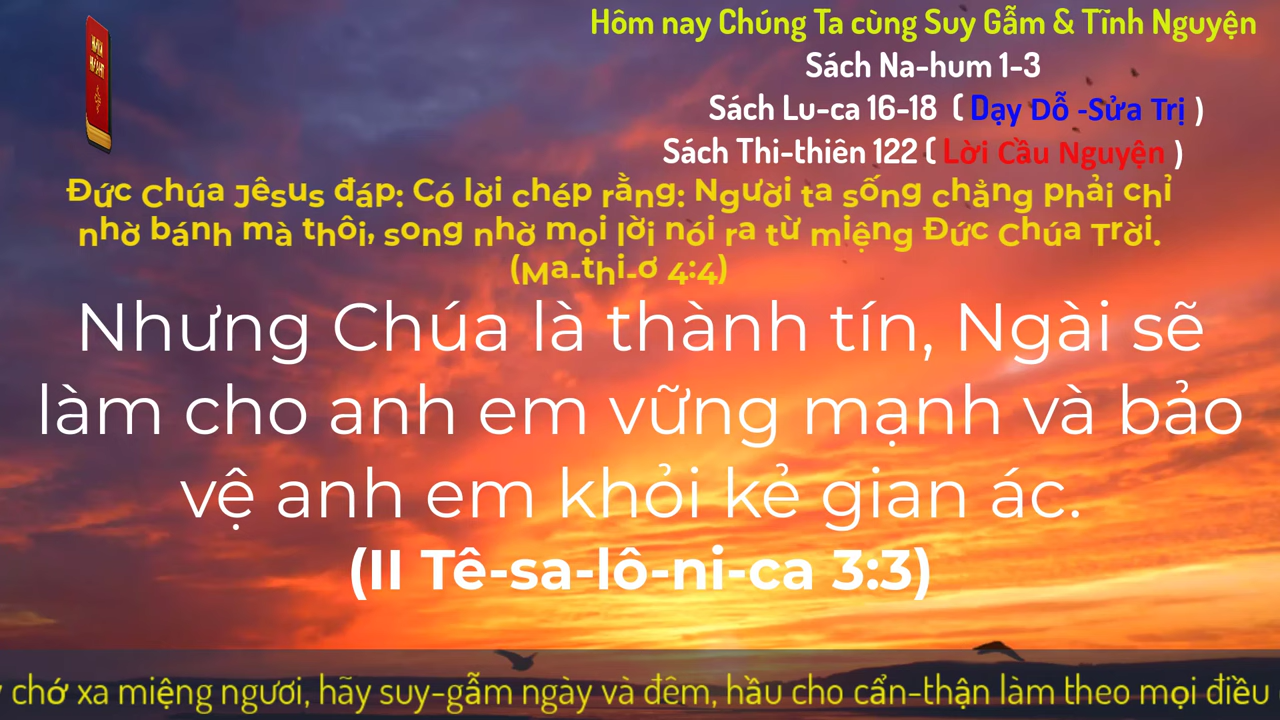 Hôm nay Chúng Ta cùng Suy Gẫm & Tĩnh Nguyện
Sách Na-hum 1-3
Sách Lu-ca 16-18 ( Dạy Dỗ -Sửa Trị )
Sách Thi-thiên 122 ( Lời Cầu Nguyện )
Đức Chúa Jêsus đáp: Có lời chép rằng: Người ta sống chẳng phải chỉ
nhờ bánh mà thôi, song nhờ mọi lời nói ra từ miệng Đức Chúa Trời.
(Ma-thi-ơ 4:4)
Nhưng Chúa là thành tín, Ngài sẽ
làm cho anh em vững mạnh và bảo
vệ anh em khỏi kẻ gian ác.
(II Tê-sa-lô-ni-ca 3:3)
chớ xa miệng ngươi, hãy suy-gẫm ngày và đêm, hầu cho cẩn-thận làm theo mọi điều